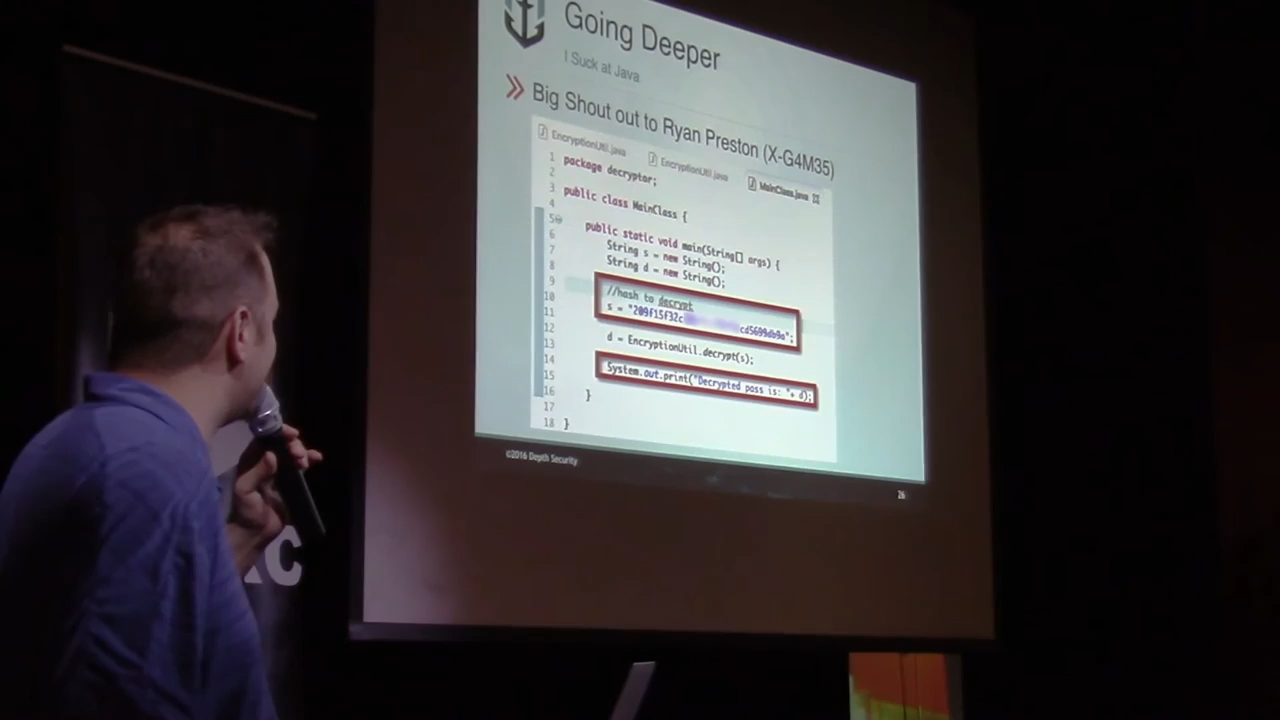 Going Deeper
I Suck at Java
Big Shout out to Ryan Preston (X-G4M35)
EncryptionUtil.java
EncryptionUtil.java
MainClass.java
1 package decryptor;
2
3 public class MainClass {
4
5
6 public static void main(String[] args) {
7 String s = new String();
8 String d = new String();
9
10 //hash to decrypt
11 s = "209f15f32c cd5699db9a";
12
13 d = EncryptionUtil.decrypt(s);
14
15 System.out.print("Decrypted pass is: "+ d);
16 }
17
18 }
©2016 Depth Security
26